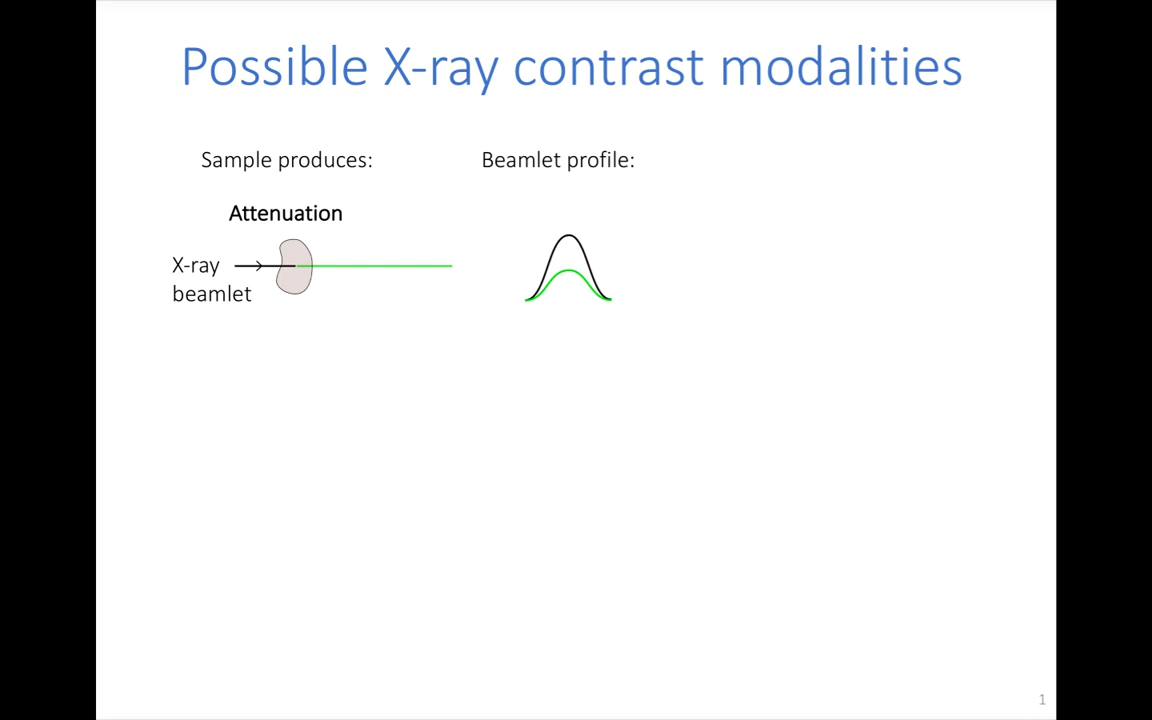 Possible X-ray contrast modalities
Sample produces:
Beamlet profile:
Attenuation
X-ray
beamlet
1